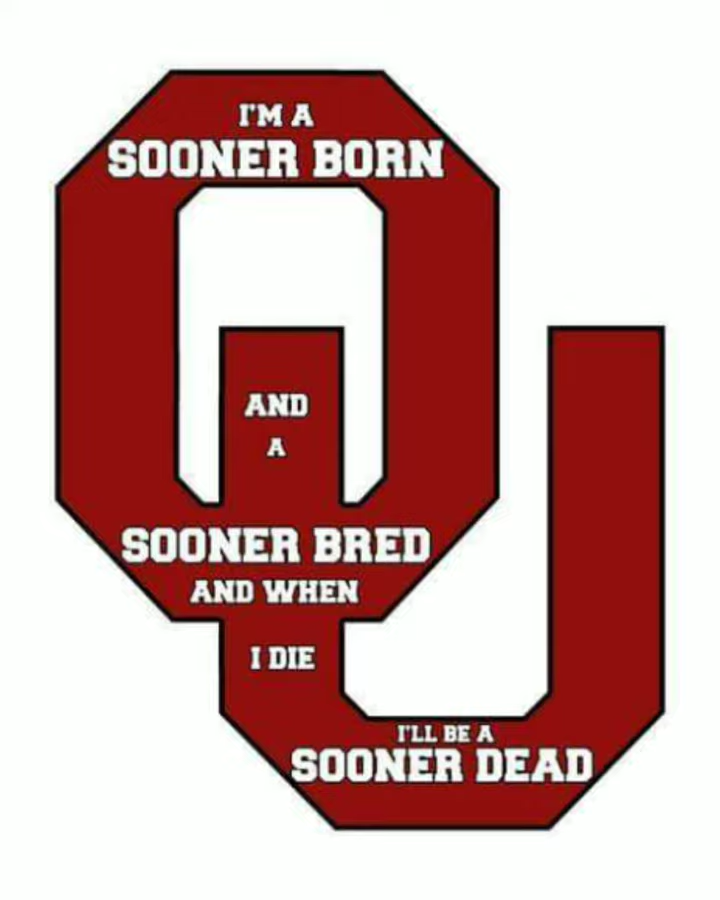 I'M A
SOONER BORN
AND
A
SOONER BRED
AND WHEN
I DIE
I'LL BE A
SOONER DEAD